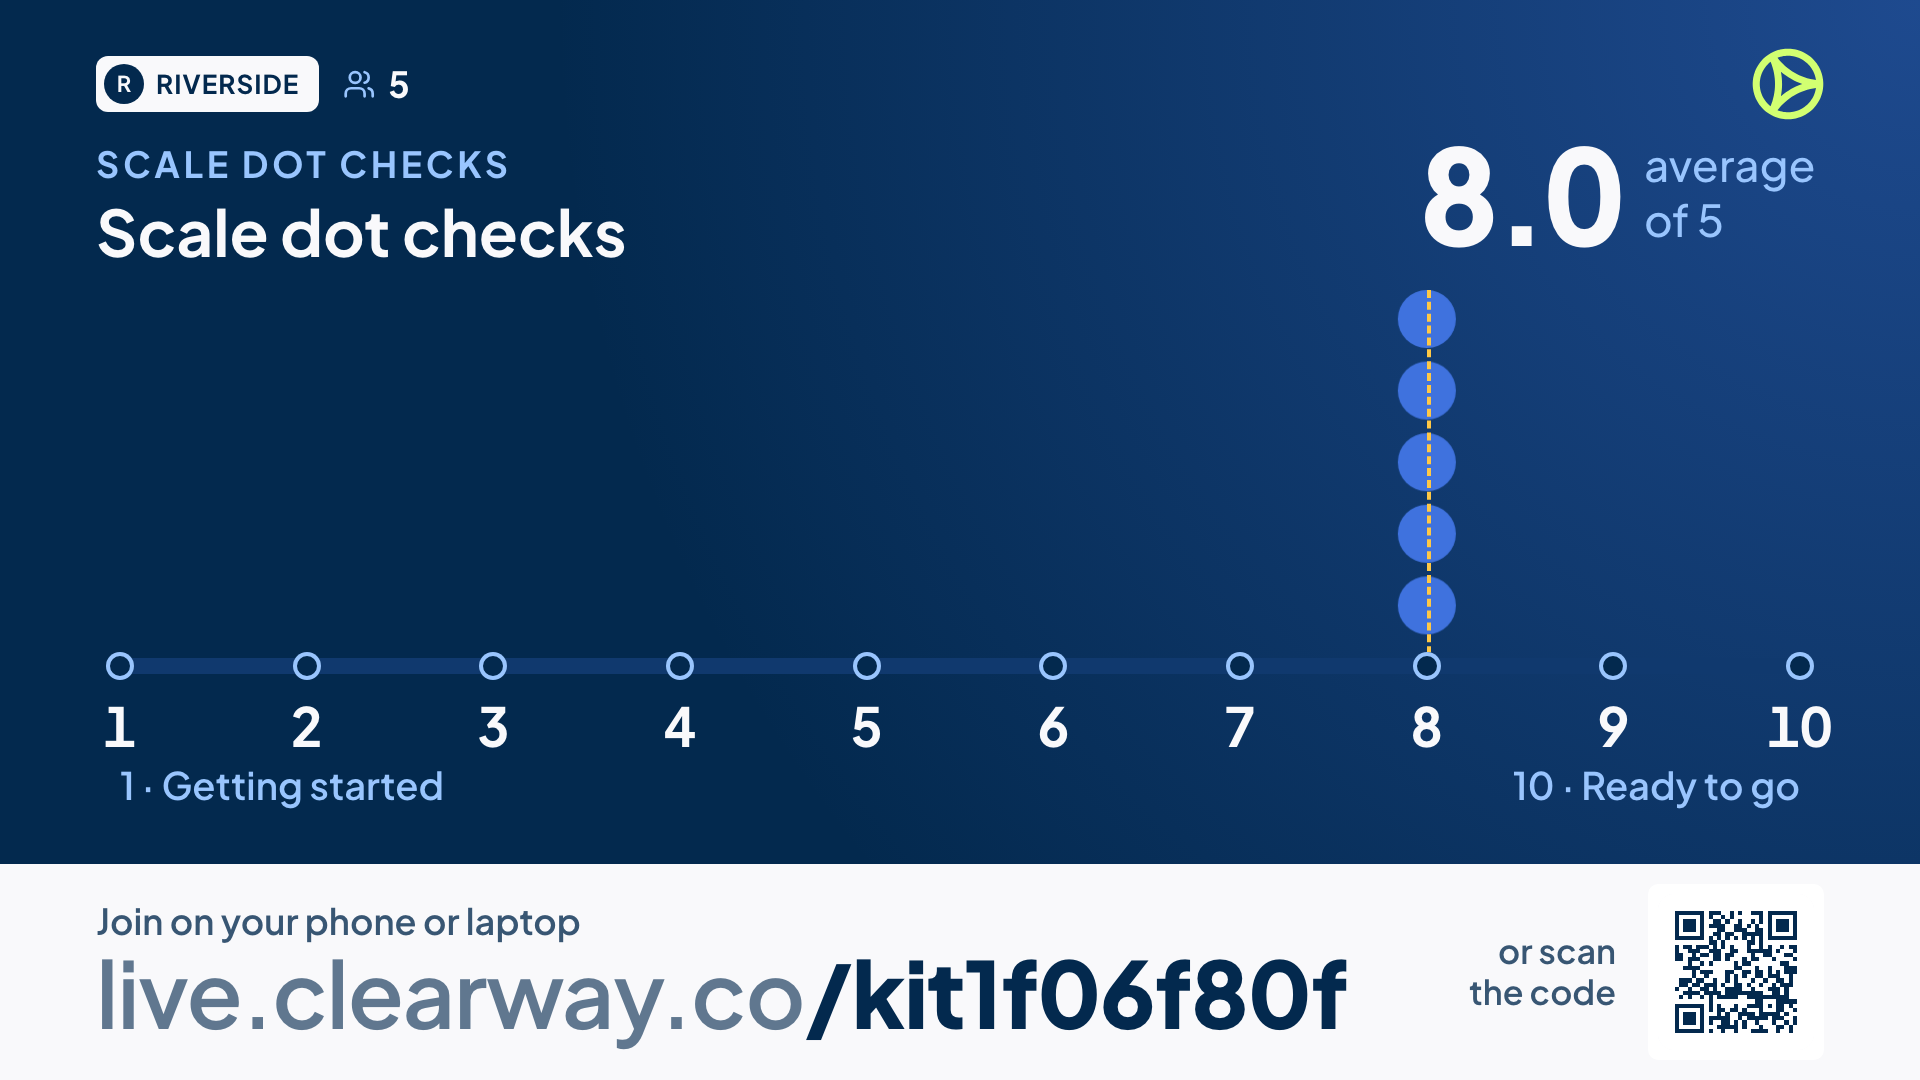 R RIVERSIDE 5
SCALE DOT CHECKS
Scale dot checks
8.0 average
of 5
1 2 3 4 5 6 7 8 9 10
1 · Getting started 10 · Ready to go
Join on your phone or laptop
live.clearway.co/kit1f06f80f
or scan
the code